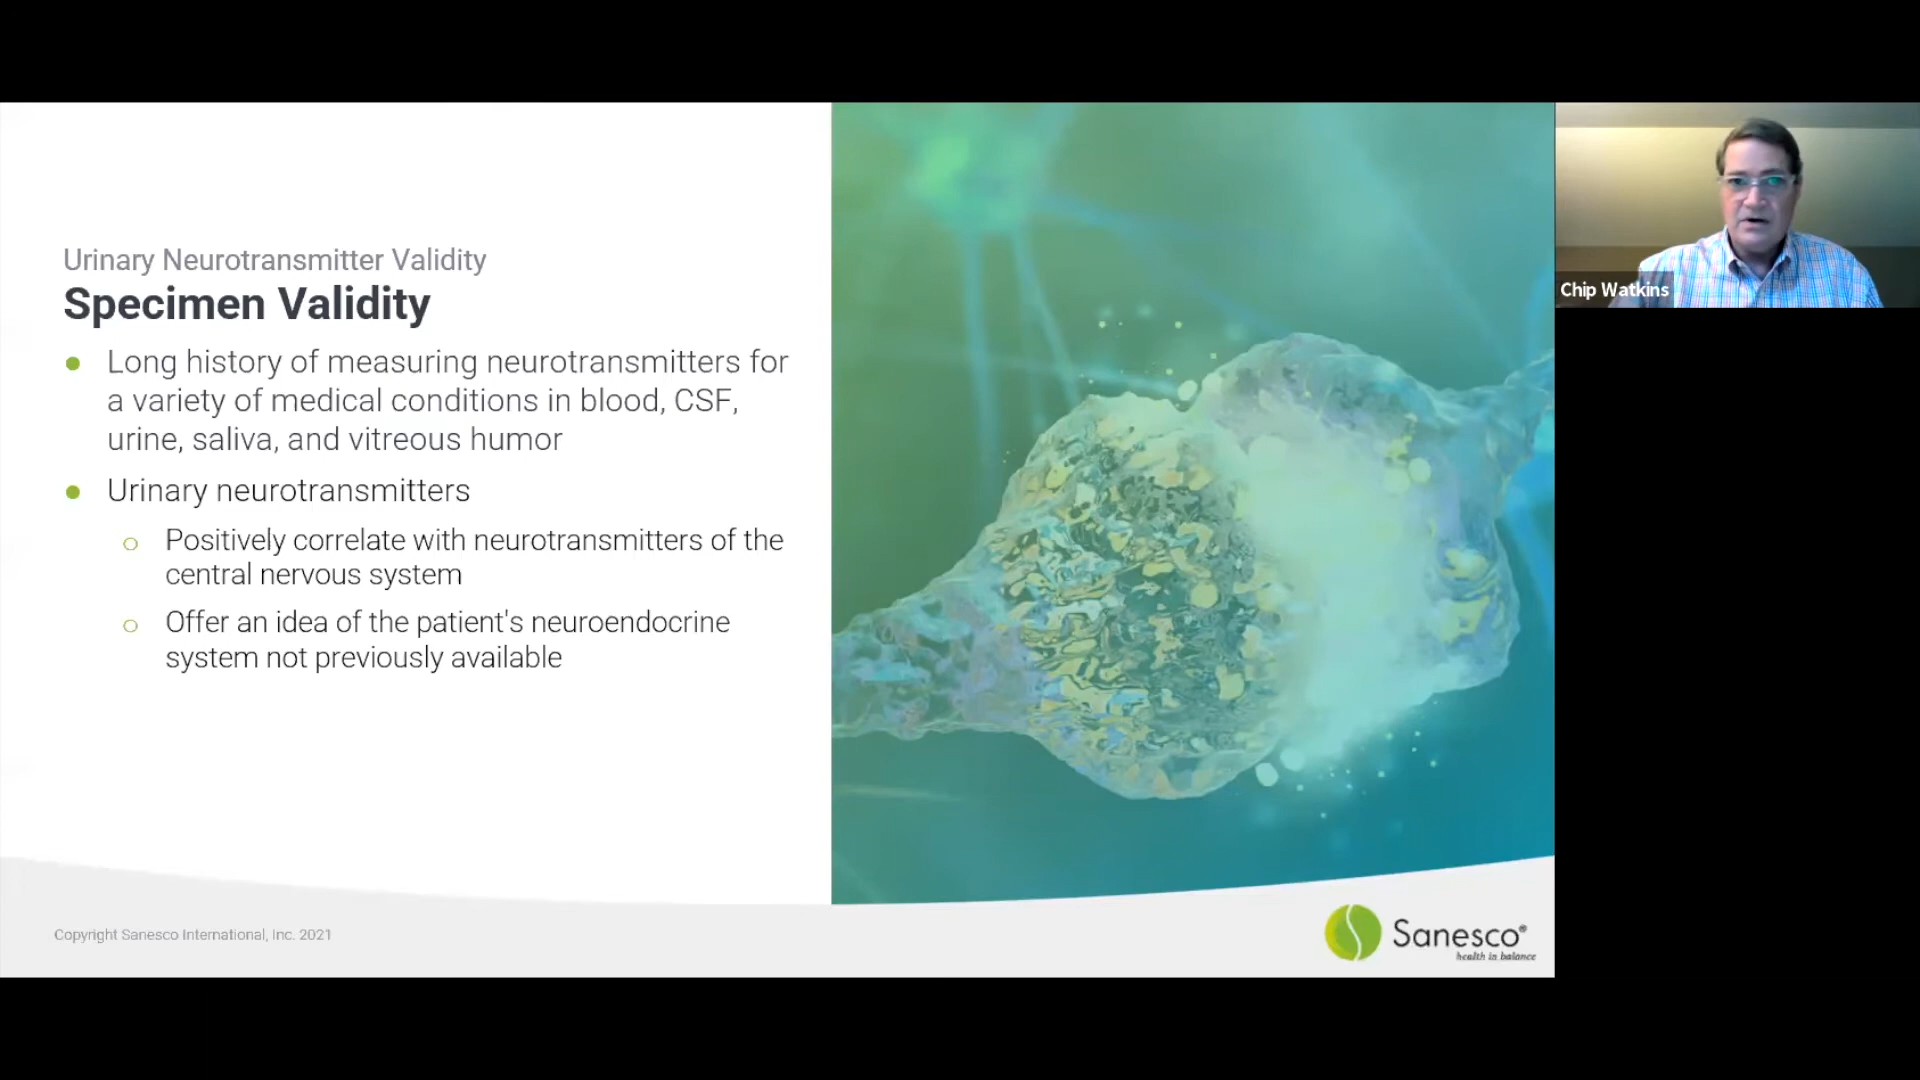 Urinary Neurotransmitter Validity
Specimen Validity
Long history of measuring neurotransmitters for
a variety of medical conditions in blood, CSF,
urine, saliva, and vitreous humor
Urinary neurotransmitters
Positively correlate with neurotransmitters of the
central nervous system
Offer an idea of the patient's neuroendocrine
system not previously available
Copyright Sanesco International, Inc. 2021
Sanesco®
health in balance
Chip Watkins